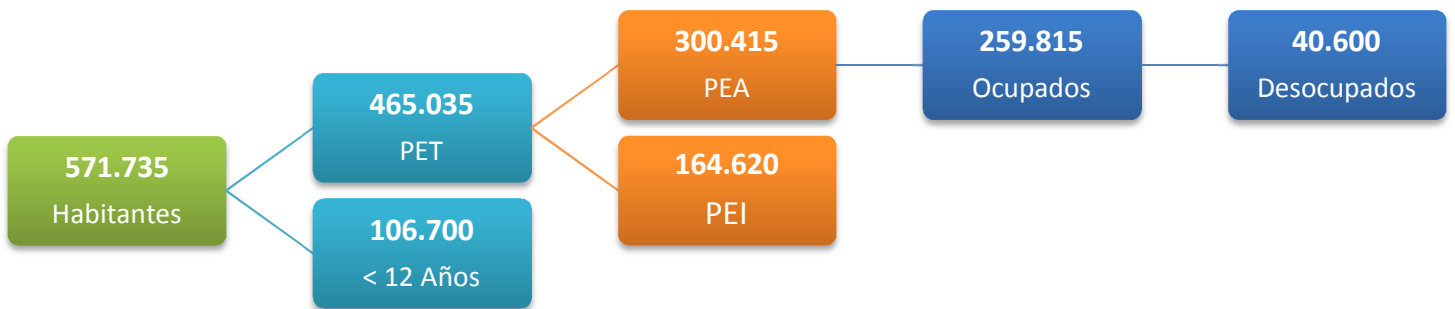 571.735
Habitantes
465.035
PET
106.700
< 12 Años
300.415
PEA
164.620
PEI
259.815
Ocupados
40.600
Desocupados